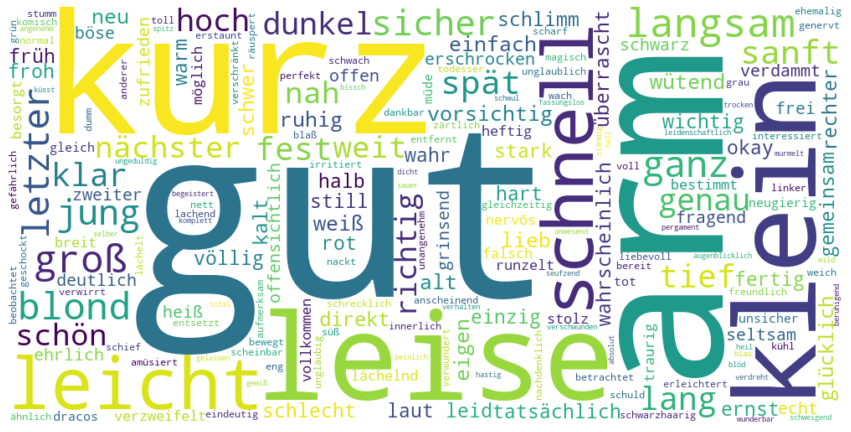 kurz
gut
leise
schnell
arm
klein
leicht
groß
blond
jung
klar
schön
letzter
nächster
hoch
dunkel
sicher
langsam
sanft
spät
nah
fest
weit
ganz
genau
tief
lang
richtig
neu
böse
früh
froh
besorgt
zufrieden
warm
möglich
schwer
ruhig
offen
einfach
erschrocken
schlimm
vorsichtig
heftig
überrascht
wütend
wichtig
schwarz
verdammt
frei
okay
rechter
gemeinsam
neugierig
fragend
bestimmt
wahrscheinlich
stark
wahr
halb
still
weiß
rot
hart
lieb
falsch
nervös
grinsend
runzelt
alt
kalt
offensichtlich
völlig
heiß
deutlich
breit
zweiter
gleich
gefährlich
ehrlich
verzweifelt
schlecht
laut
direkt
vollkommen
eigen
einzig
stolz
tot
fertig
seltsam
unsicher
glücklich
traurig
ernst
echt
leid
tatsächlich
schwarzhaarig
schuld
erleichtert
betrachtet
nachdenklich
verwundert
lächelnd
süß
ungläubig
eng
bewegt
scheinbar
aufmerksam
entsetzt
amüsiert
schief
eindeutig
dracos
ähnlich
verwirrt
geschockt
beobachtet
lächelt
selber
nett
lachend
komplett
begeistert
ungeduldig
total
gelassen
gewiß
peinlich
hastig
innerlich
anscheinend
schrecklich
verhalten
verschwunden
absolut
seufzend
nackt
sauer
dicht
unangenehm
gleichzeitig
irritiert
entfernt
zärtlich
blaß
müde
dankbar
bissch
schwul
fassungslos
wach
todesser
schwach
perfekt
scharf
magisch
unglaublich
toll
erstaunt
räuspert
verschränkt
anderer
dumm
küsst
stumm
spitz
komisch
grün
normal
angenehm
ehemalig
genervt
grau
trocken
interessiert
leidenschaftlich
hell
voll
murmelt
linker
pergament
liebevoll
bereit
augenblicklich
weich
wild
freundlich
anwesend
heil
kühl
blau
blöd
verdreht
wunderbar
schweigend
beruhigend